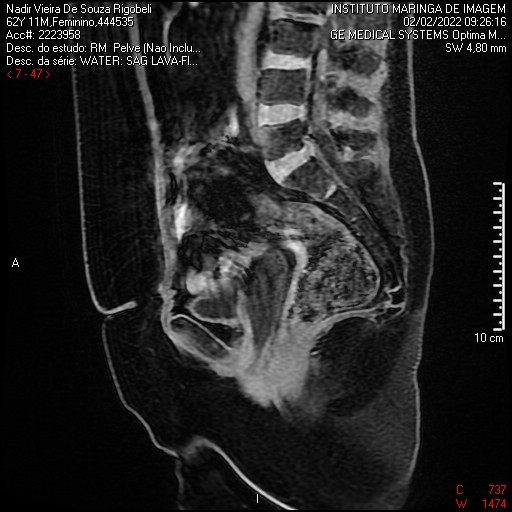 Nadir Vieira De Souza Rigobeli
INSTITUTO MARINGA DE IMAGEM
62Y 11M,Feminino,444535
02/02/2022 09:26:16
Acc#: 2223958
GE MEDICAL SYSTEMS Optima M...
Desc. do estudo: RM Pelve (Nao Inclu...
SW 4,80 mm
Desc. da série: WATER: SAG LAVA-Fl...
< 7 - 47 >
A
10 cm
I
C 737
W 1474